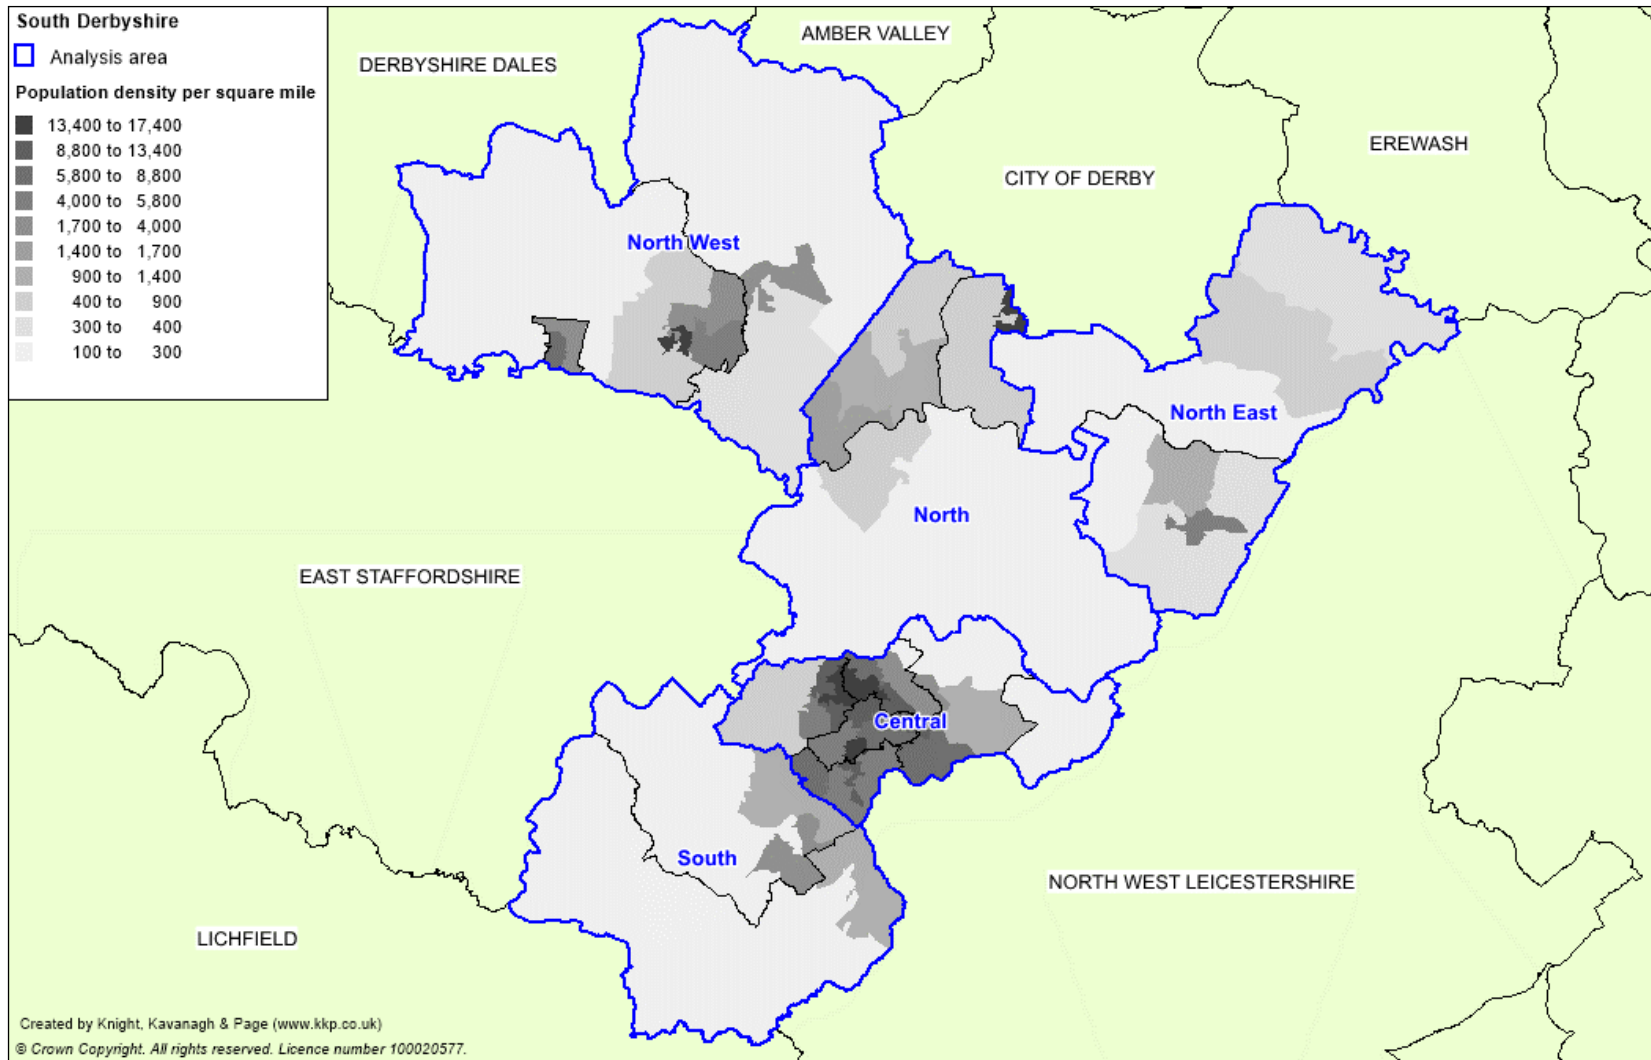 South Derbyshire
Analysis area
Population density per square mile
13,400 to 17,400
8,800 to 13,400
5,800 to 8,800
4,000 to 5,800
1,700 to 4,000
1,400 to 1,700
900 to 1,400
400 to 900
300 to 400
100 to 300
AMBER VALLEY
DERBYSHIRE DALES
EREWASH
CITY OF DERBY
North West
North East
North
EAST STAFFORDSHIRE
Central
South
NORTH WEST LEICESTERSHIRE
LICHFIELD
Created by Knight, Kavanagh & Page (www.kkp.co.uk)
© Crown Copyright. All rights reserved. Licence number 100020577.